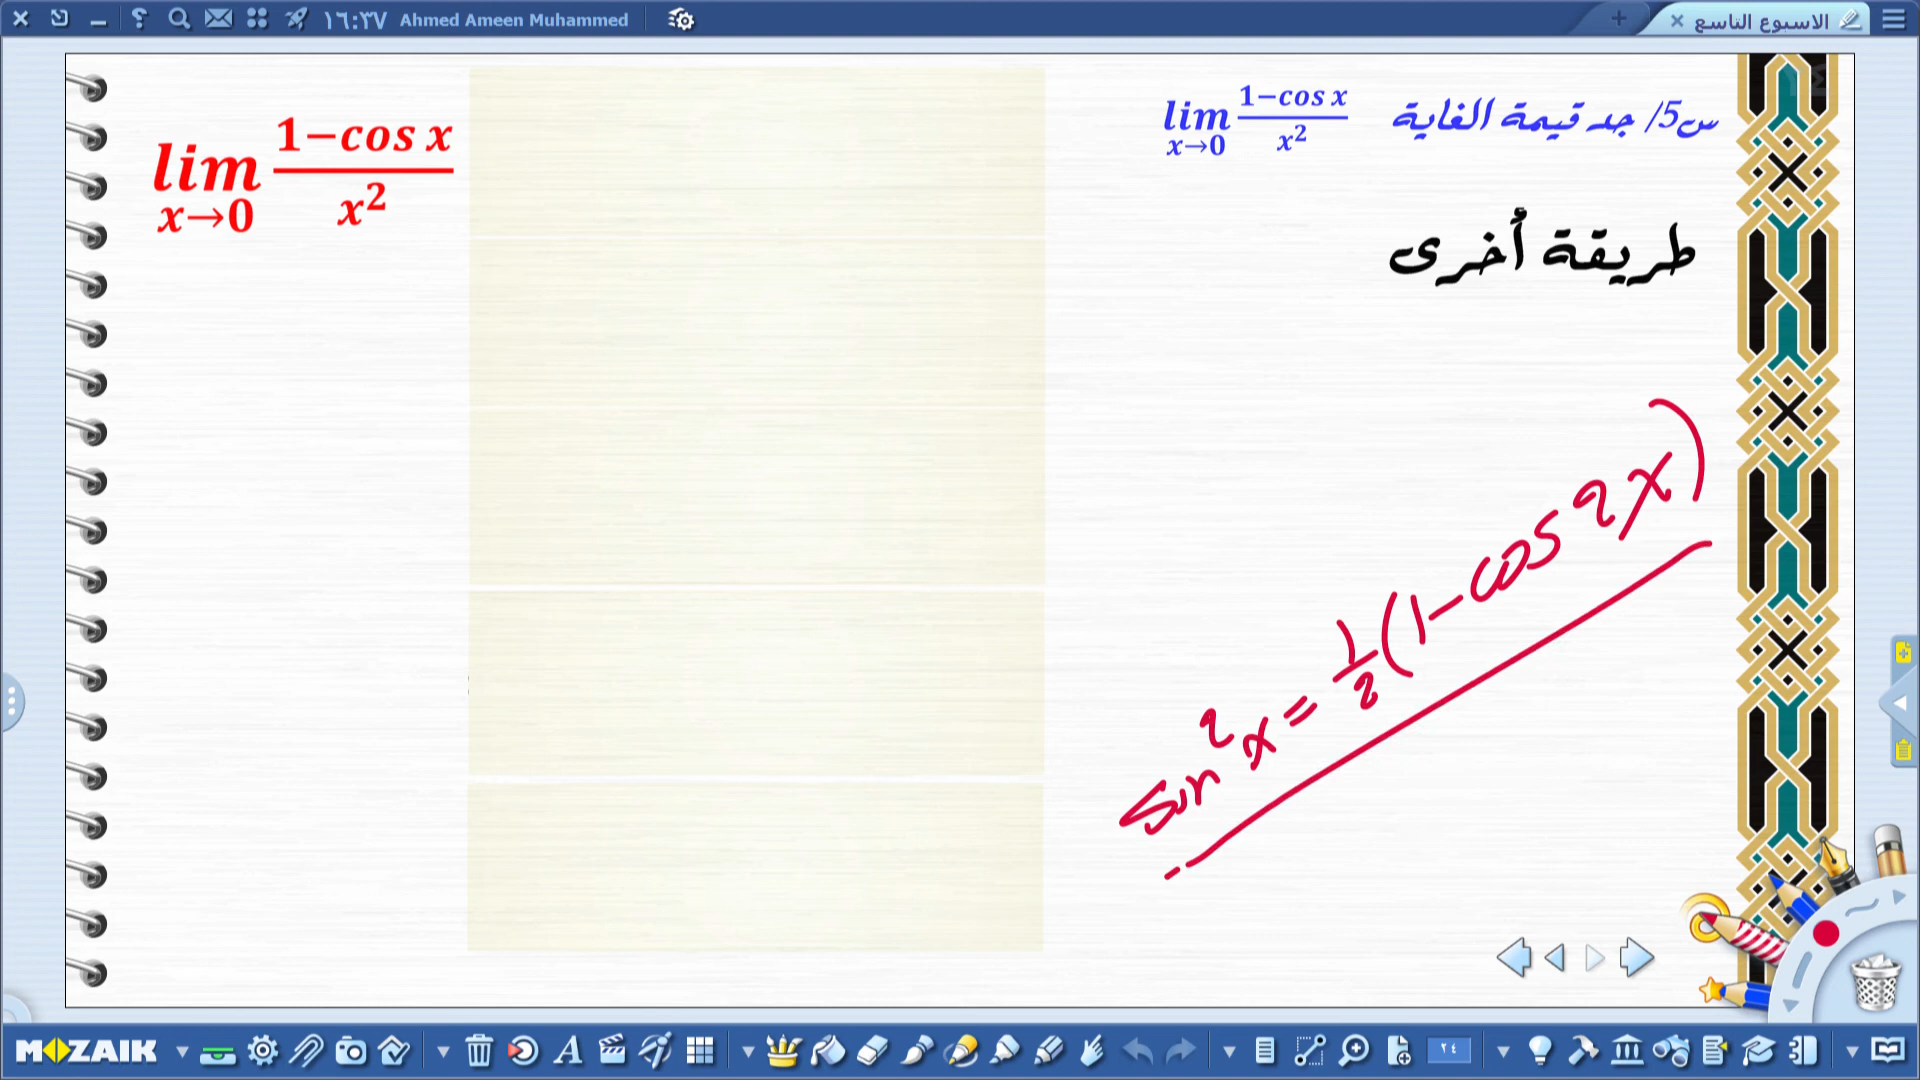 ١٦:٣٧ Ahmed Ameen Muhammed
الاسبوع التاسع
س5/ جد قيمة الغاية lim x→0 1−cos x / x²
lim x→0 1−cos x / x²
طريقة أخرى
sin² x = 1/2 (1 - cos 2x)
MOZAIK
٢٤